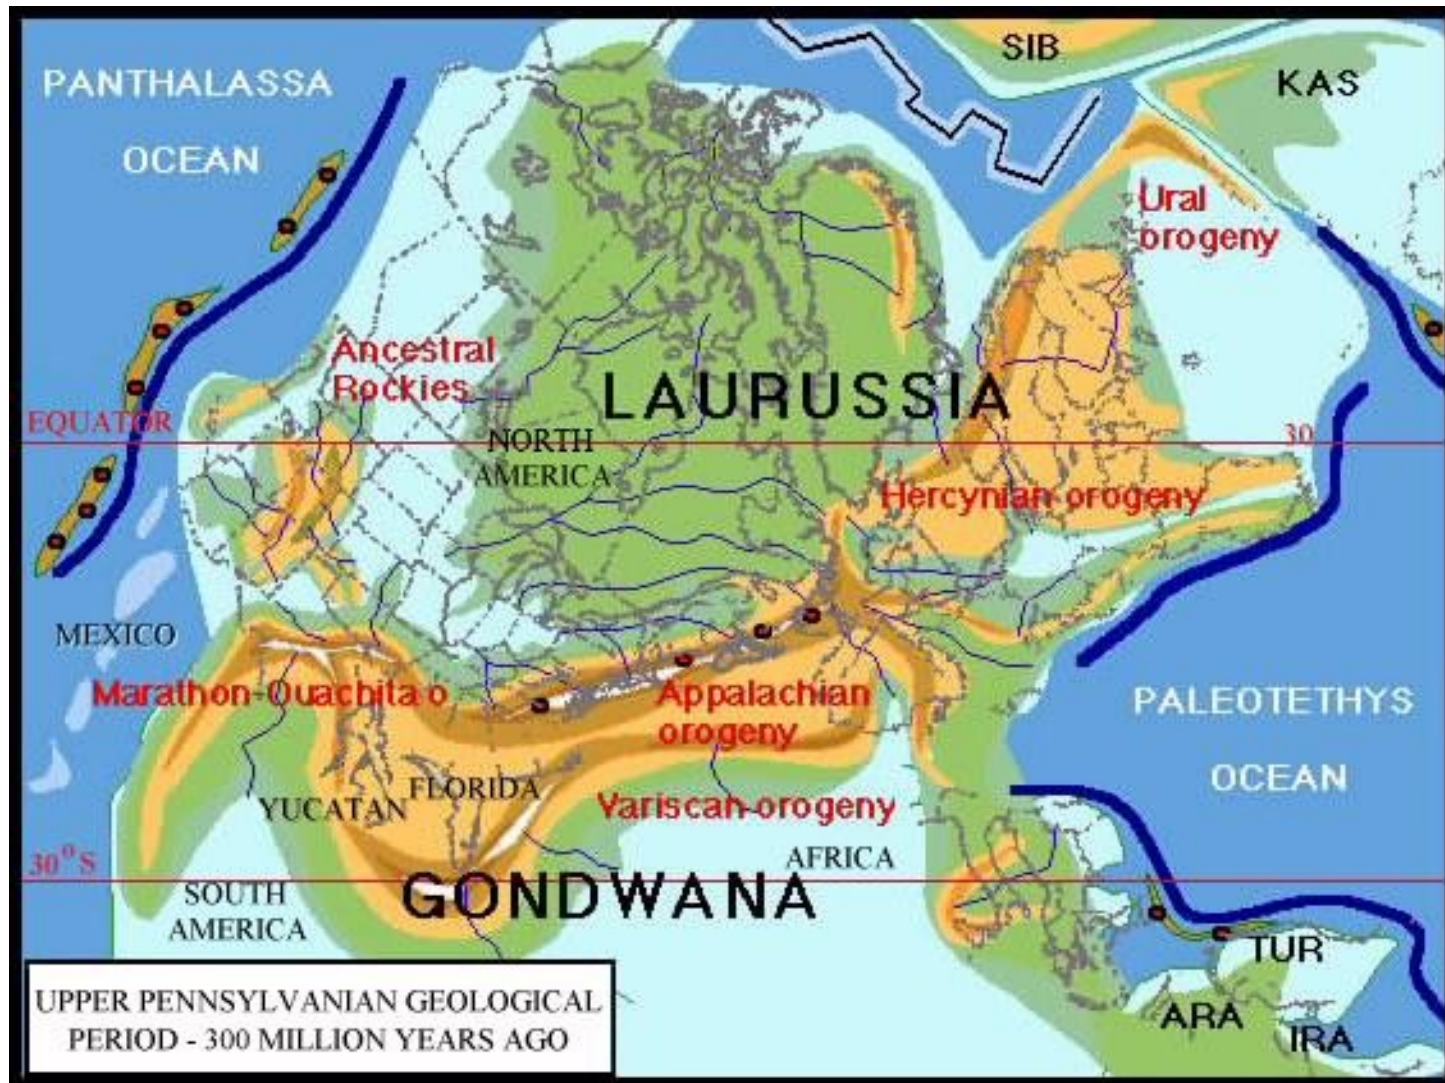 SIB
KAS
PANTHALASSA
OCEAN
Ural
orogeny
Ancestral
Rockies
LAURUSSIA
EQUATOR
30
NORTH
AMERICA
Hercynian orogeny
MEXICO
Marathon-Ouachita o
Appalachian
orogeny
PALEOTETHYS
OCEAN
FLORIDA
YUCATAN
Variscan orogeny
AFRICA
30° S
SOUTH
AMERICA
GONDWANA
TUR
ARA
IRA
UPPER PENNSYLVANIAN GEOLOGICAL
PERIOD - 300 MILLION YEARS AGO